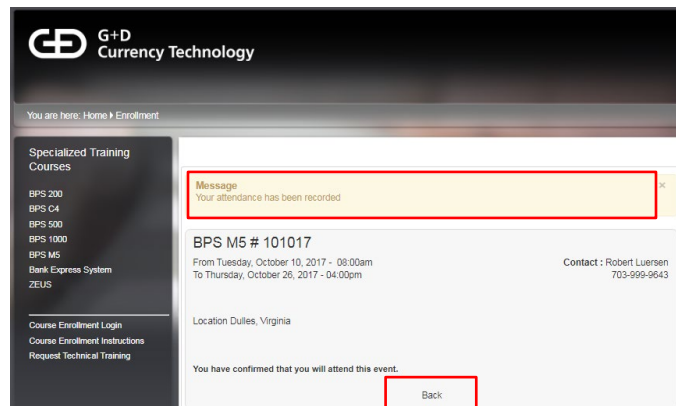 G+D
Currency Technology
You are here: Home Enrollment
Specialized Training
Courses
BPS 200
BPS C4
BPS 500
BPS 1000
BPS M5
Bank Express System
ZEUS
Course Enrollment Login
Course Enrollment Instructions
Request Technical Training
Message
×
Your attendance has been recorded
BPS M5 # 101017
From Tuesday, October 10, 2017 - 08:00am
Contact : Robert Luersen
To Thursday, October 26, 2017 - 04:00pm
703-999-9643
Location Dulles, Virginia
You have confirmed that you will attend this event.
Back